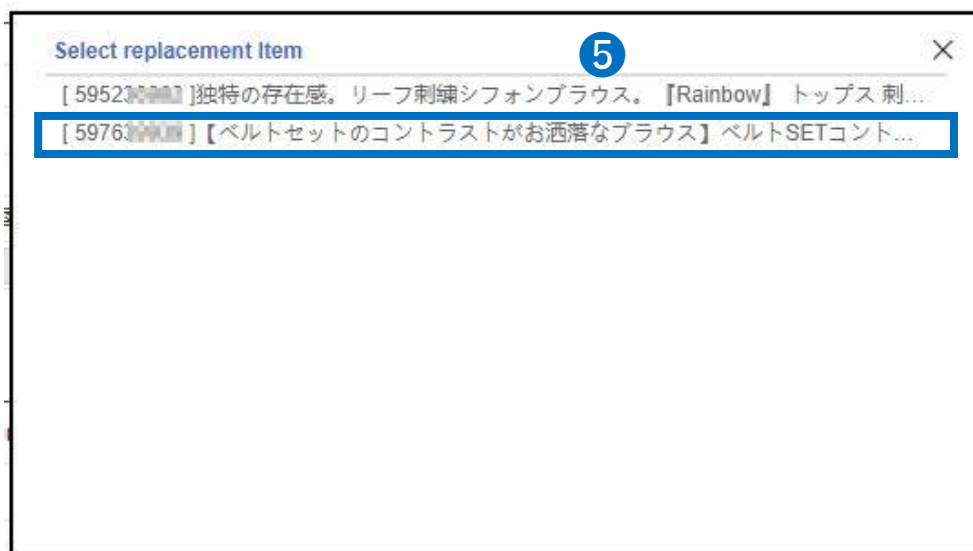 Select replacement Item
5
[ 5952 ]独特の存在感。リーフ刺繍シフォンブラウス。『Rainbow』 トップス 刺...
[ 5976 ]【ベルトセットのコントラストがお洒落なブラウス】ベルトSETコント...